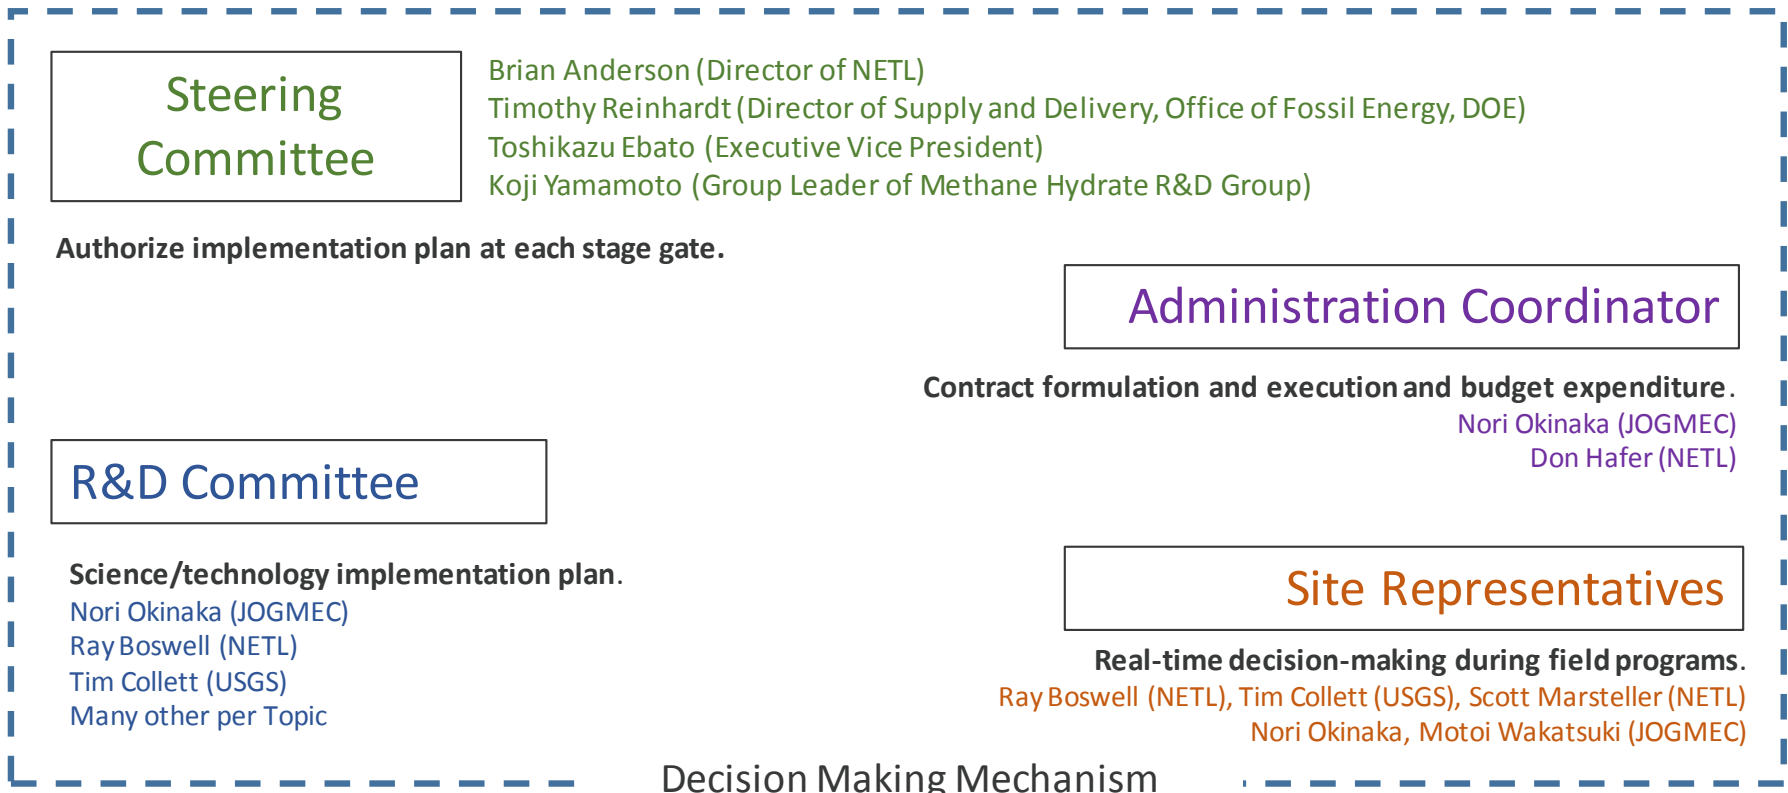 Steering
Committee
Brian Anderson (Director of NETL)
Timothy Reinhardt (Director of Supply and Delivery, Office of Fossil Energy, DOE)
Toshikazu Ebato (Executive Vice President)
Koji Yamamoto (Group Leader of Methane Hydrate R&D Group)
Authorize implementation plan at each stage gate.
Administration Coordinator
Contract formulation and execution and budget expenditure.
Nori Okinaka (JOGMEC)
Don Hafer (NETL)
R&D Committee
Science/technology implementation plan.
Nori Okinaka (JOGMEC)
Ray Boswell (NETL)
Tim Collett (USGS)
Many other per Topic
Site Representatives
Real-time decision-making during field programs.
Ray Boswell (NETL), Tim Collett (USGS), Scott Marsteller (NETL)
Nori Okinaka, Motoi Wakatsuki (JOGMEC)
Decision Making Mechanism